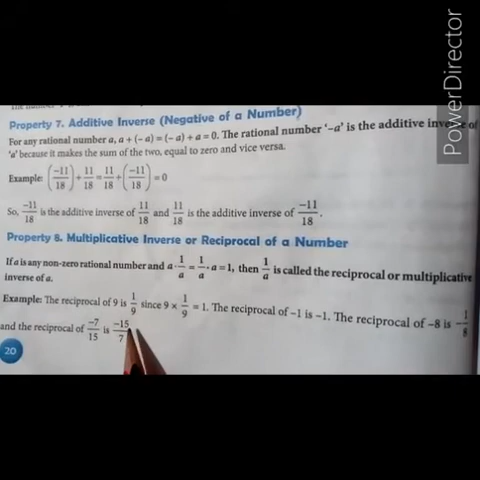 Property 7. Additive Inverse (Negative of a Number)
For any rational number a, a + (– a) = (– a) + a = 0. The rational number '–a' is the additive inverse of
'a' because it makes the sum of the two, equal to zero and vice versa.
Example: (–11/18) + 11/18 = 11/18 + (–11/18) = 0
So, –11/18 is the additive inverse of 11/18 and 11/18 is the additive inverse of –11/18.
Property 8. Multiplicative Inverse or Reciprocal of a Number
If a is any non-zero rational number and a · 1/a = 1/a · a = 1, then 1/a is called the reciprocal or multiplicative
inverse of a.
Example: The reciprocal of 9 is 1/9 since 9 × 1/9 = 1. The reciprocal of –1 is –1. The reciprocal of –8 is –1/8
and the reciprocal of –7/15 is –15/7
20
PowerDirector